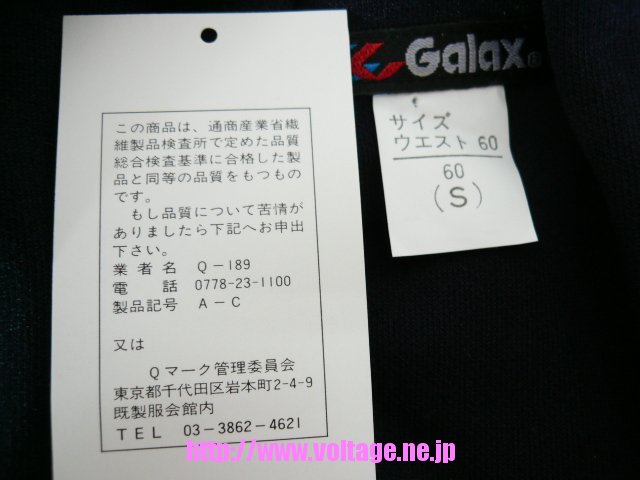 この商品は、通商産業省繊
維製品検査所で定めた品質
総合検査基準に合格した製
品と同等の品質をもつもの
です。
もし品質について苦情が
ありましたら下記へお申出
下さい。
業者名 Q-189
電話 0778-23-1100
製品記号 A-C
又は
Qマーク管理委員会
東京都千代田区岩本町2-4-9
既製服会館内
TEL 03-3862-4621
Galax®
サイズ
ウエスト 60
60
(S)
http://www.voltage.ne.jp